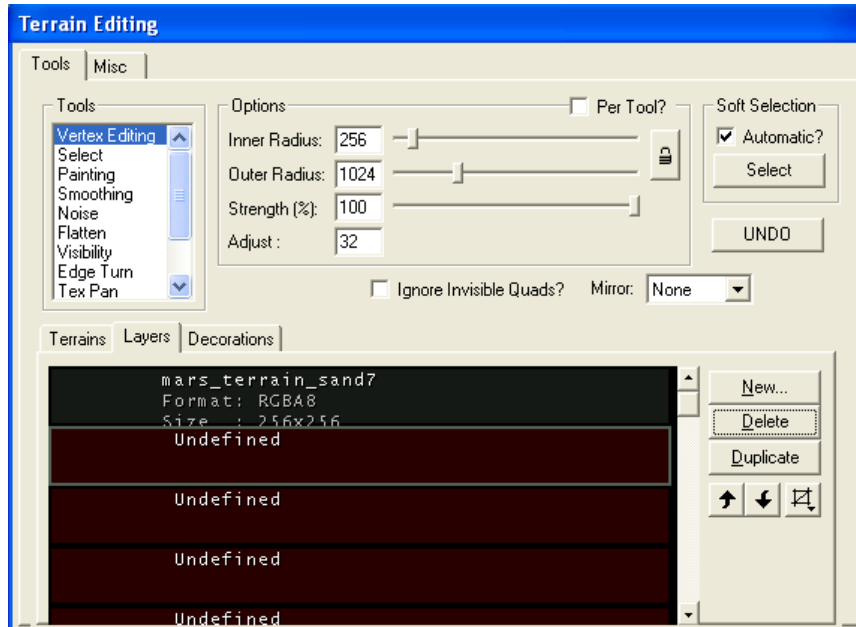 Terrain Editing
Tools Misc
Tools
Vertex Editing
Select
Painting
Smoothing
Noise
Flatten
Visibility
Edge Turn
Tex Pan
Options
Per Tool?
Inner Radius: 256
Outer Radius: 1024
Strength (%): 100
Adjust : 32
Soft Selection
Automatic?
Select
UNDO
Ignore Invisible Quads? Mirror: None
Terrains Layers Decorations
mars_terrain_sand7
Format: RGBA8
Size : 256x256
Undefined
Undefined
Undefined
Undefined
New...
Delete
Duplicate